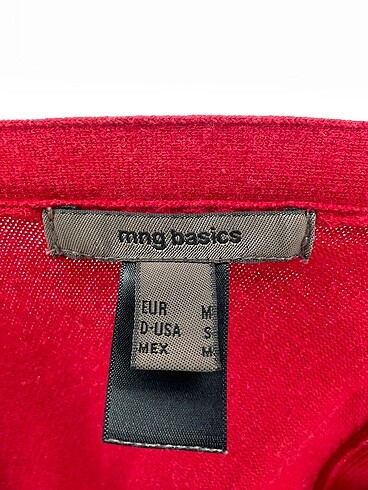 mng basics
EUR M
D-USA S
MEX M